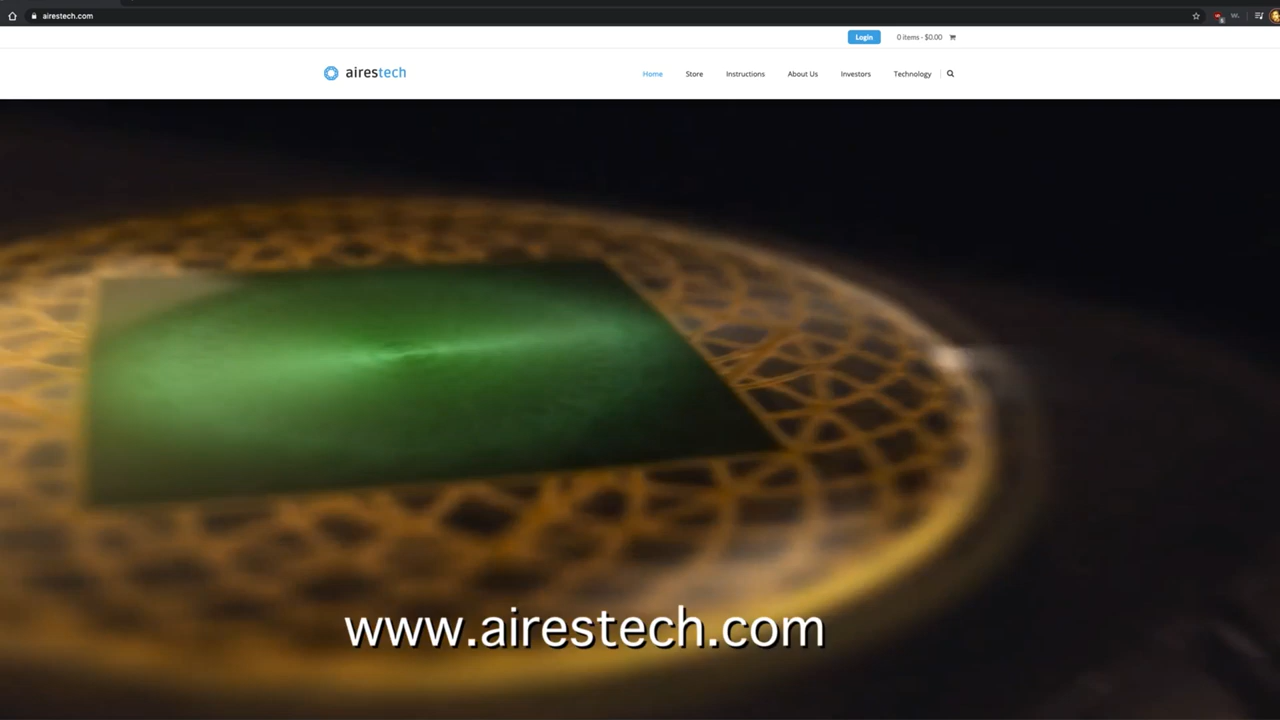 airestech.com
Login
0 items - $0.00
airestech
Home
Store
Instructions
About Us
Investors
Technology
www.airestech.com